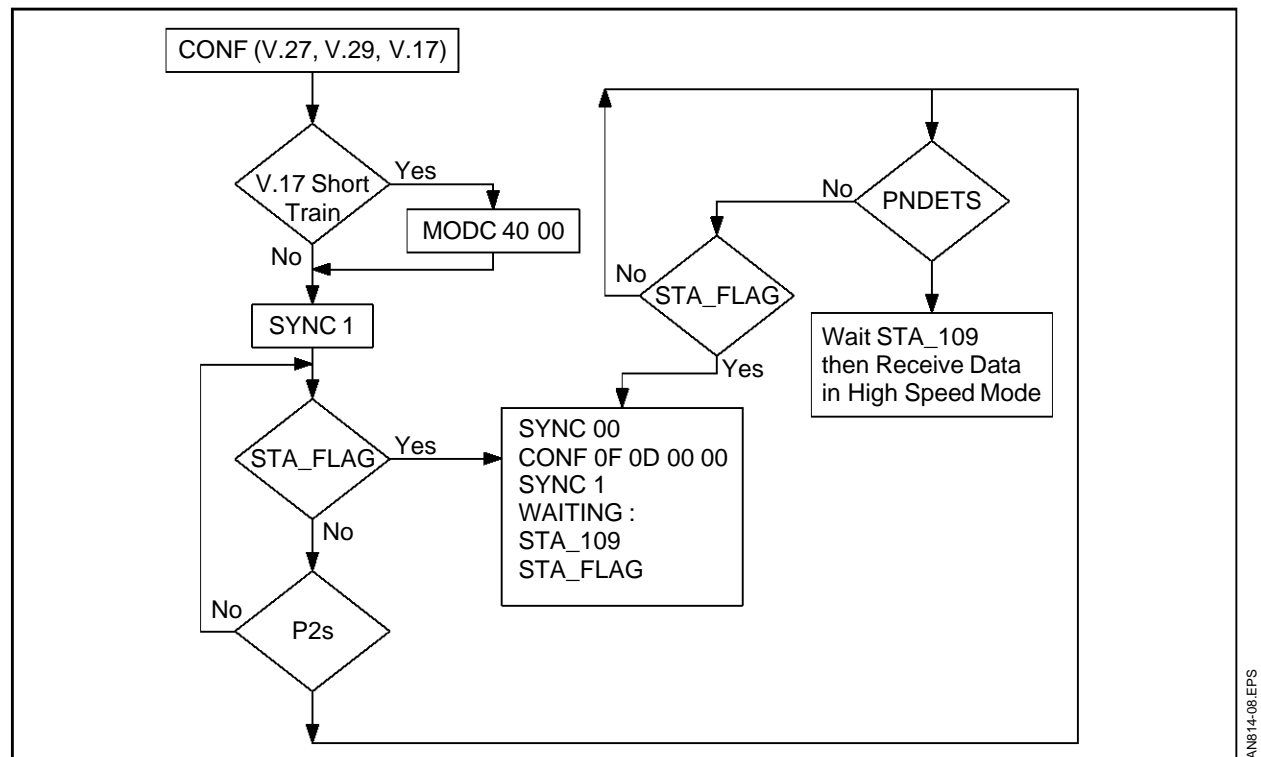 CONF (V.27, V.29, V.17)
V.17 Short
Train
Yes
MODC 40 00
No
SYNC 1
STA_FLAG
Yes
No
P2s
No
PNDETS
No
STA_FLAG
No
Yes
Wait STA_109
then Receive Data
in High Speed Mode
SYNC 00
CONF 0F 0D 00 00
SYNC 1
WAITING :
STA_109
STA_FLAG
AN814-08.EPS